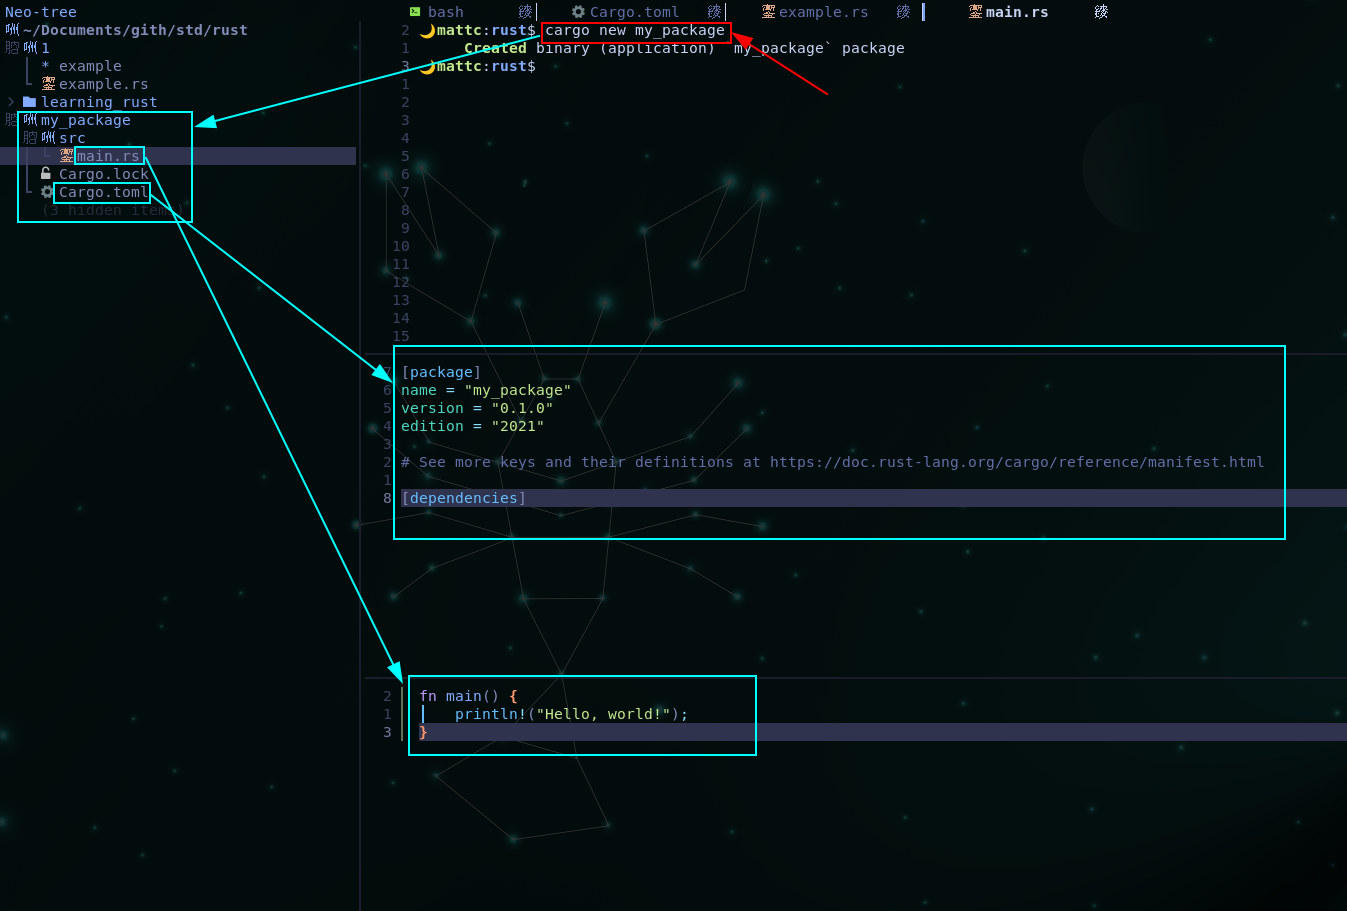 Neo-tree
~/Documents/gith/std/rust
1
* example
example.rs
learning_rust
my_package
src
main.rs
Cargo.lock
Cargo.toml
(3 hidden items)
bash
Cargo.toml
example.rs
main.rs
2 mattc:rust$ cargo new my_package
1 Created binary (application) `my_package` package
3 mattc:rust$
1
2
3
4
5
6
7
8
9
10
11
12
13
14
15
7 [package]
6 name = "my_package"
5 version = "0.1.0"
4 edition = "2021"
3
2 # See more keys and their definitions at https://doc.rust-lang.org/cargo/reference/manifest.html
1
8 [dependencies]
2 fn main() {
1 println!("Hello, world!");
3 }